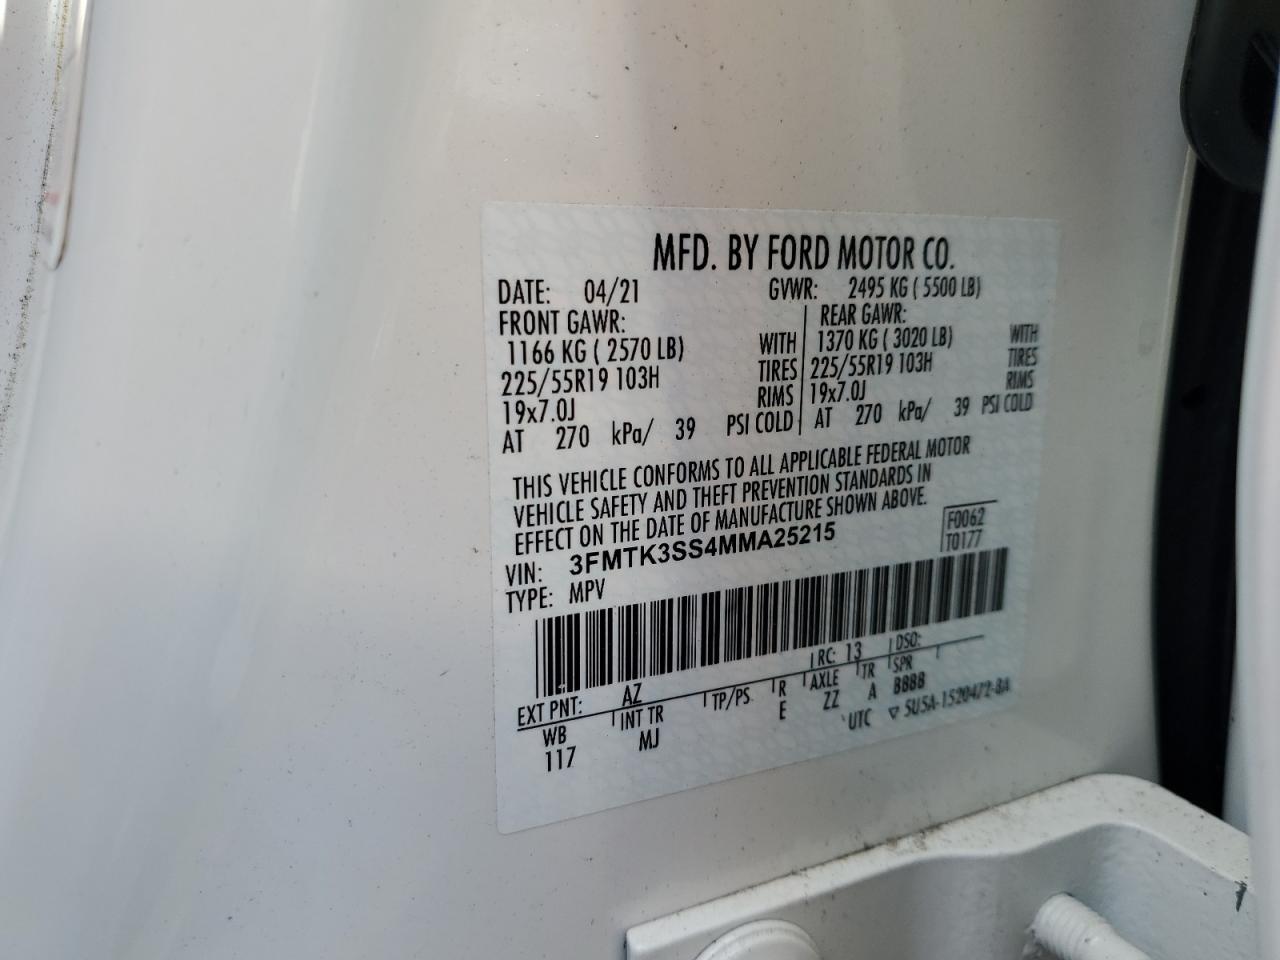 MFD. BY FORD MOTOR CO.
DATE: 04/21 GVWR: 2495 KG ( 5500 LB)
FRONT GAWR: REAR GAWR:
1166 KG ( 2570 LB) WITH 1370 KG ( 3020 LB) WITH
225/55R19 103H TIRES 225/55R19 103H TIRES
19x7.0J RIMS 19x7.0J RIMS
AT 270 kPa/ 39 PSI COLD AT 270 kPa/ 39 PSI COLD
THIS VEHICLE CONFORMS TO ALL APPLICABLE FEDERAL MOTOR
VEHICLE SAFETY AND THEFT PREVENTION STANDARDS IN
EFFECT ON THE DATE OF MANUFACTURE SHOWN ABOVE.
VIN: 3FMTK3SS4MMA25215 F0062
TYPE: MPV T0177
EXT PNT: AZ RC: 13 DSO:
WB INT TR TP/PS R AXLE TR SPR
117 MJ E ZZ A B888
UTC ▽ 5U5A-1520472-BA